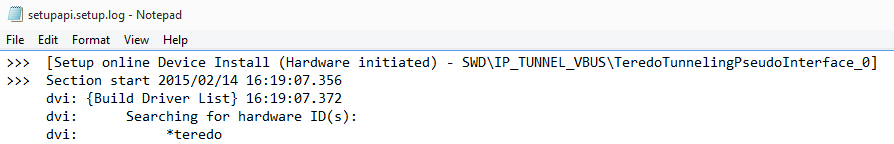 setupapi.setup.log - Notepad
File Edit Format View Help
>>>  [Setup online Device Install (Hardware initiated) - SWD\IP_TUNNEL_VBUS\TeredoTunnelingPseudoInterface_0]
>>>  Section start 2015/02/14 16:19:07.356
     dvi: {Build Driver List} 16:19:07.372
     dvi:      Searching for hardware ID(s):
     dvi:           *teredo